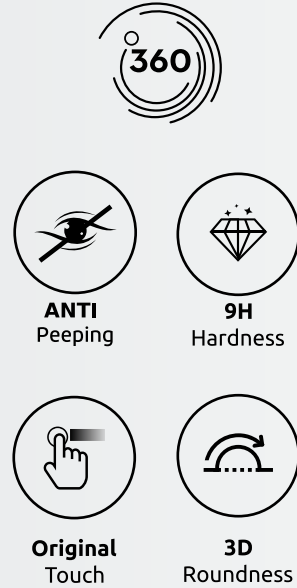 360
ANTI
Peeping
9H
Hardness
Original
Touch
3D
Roundness